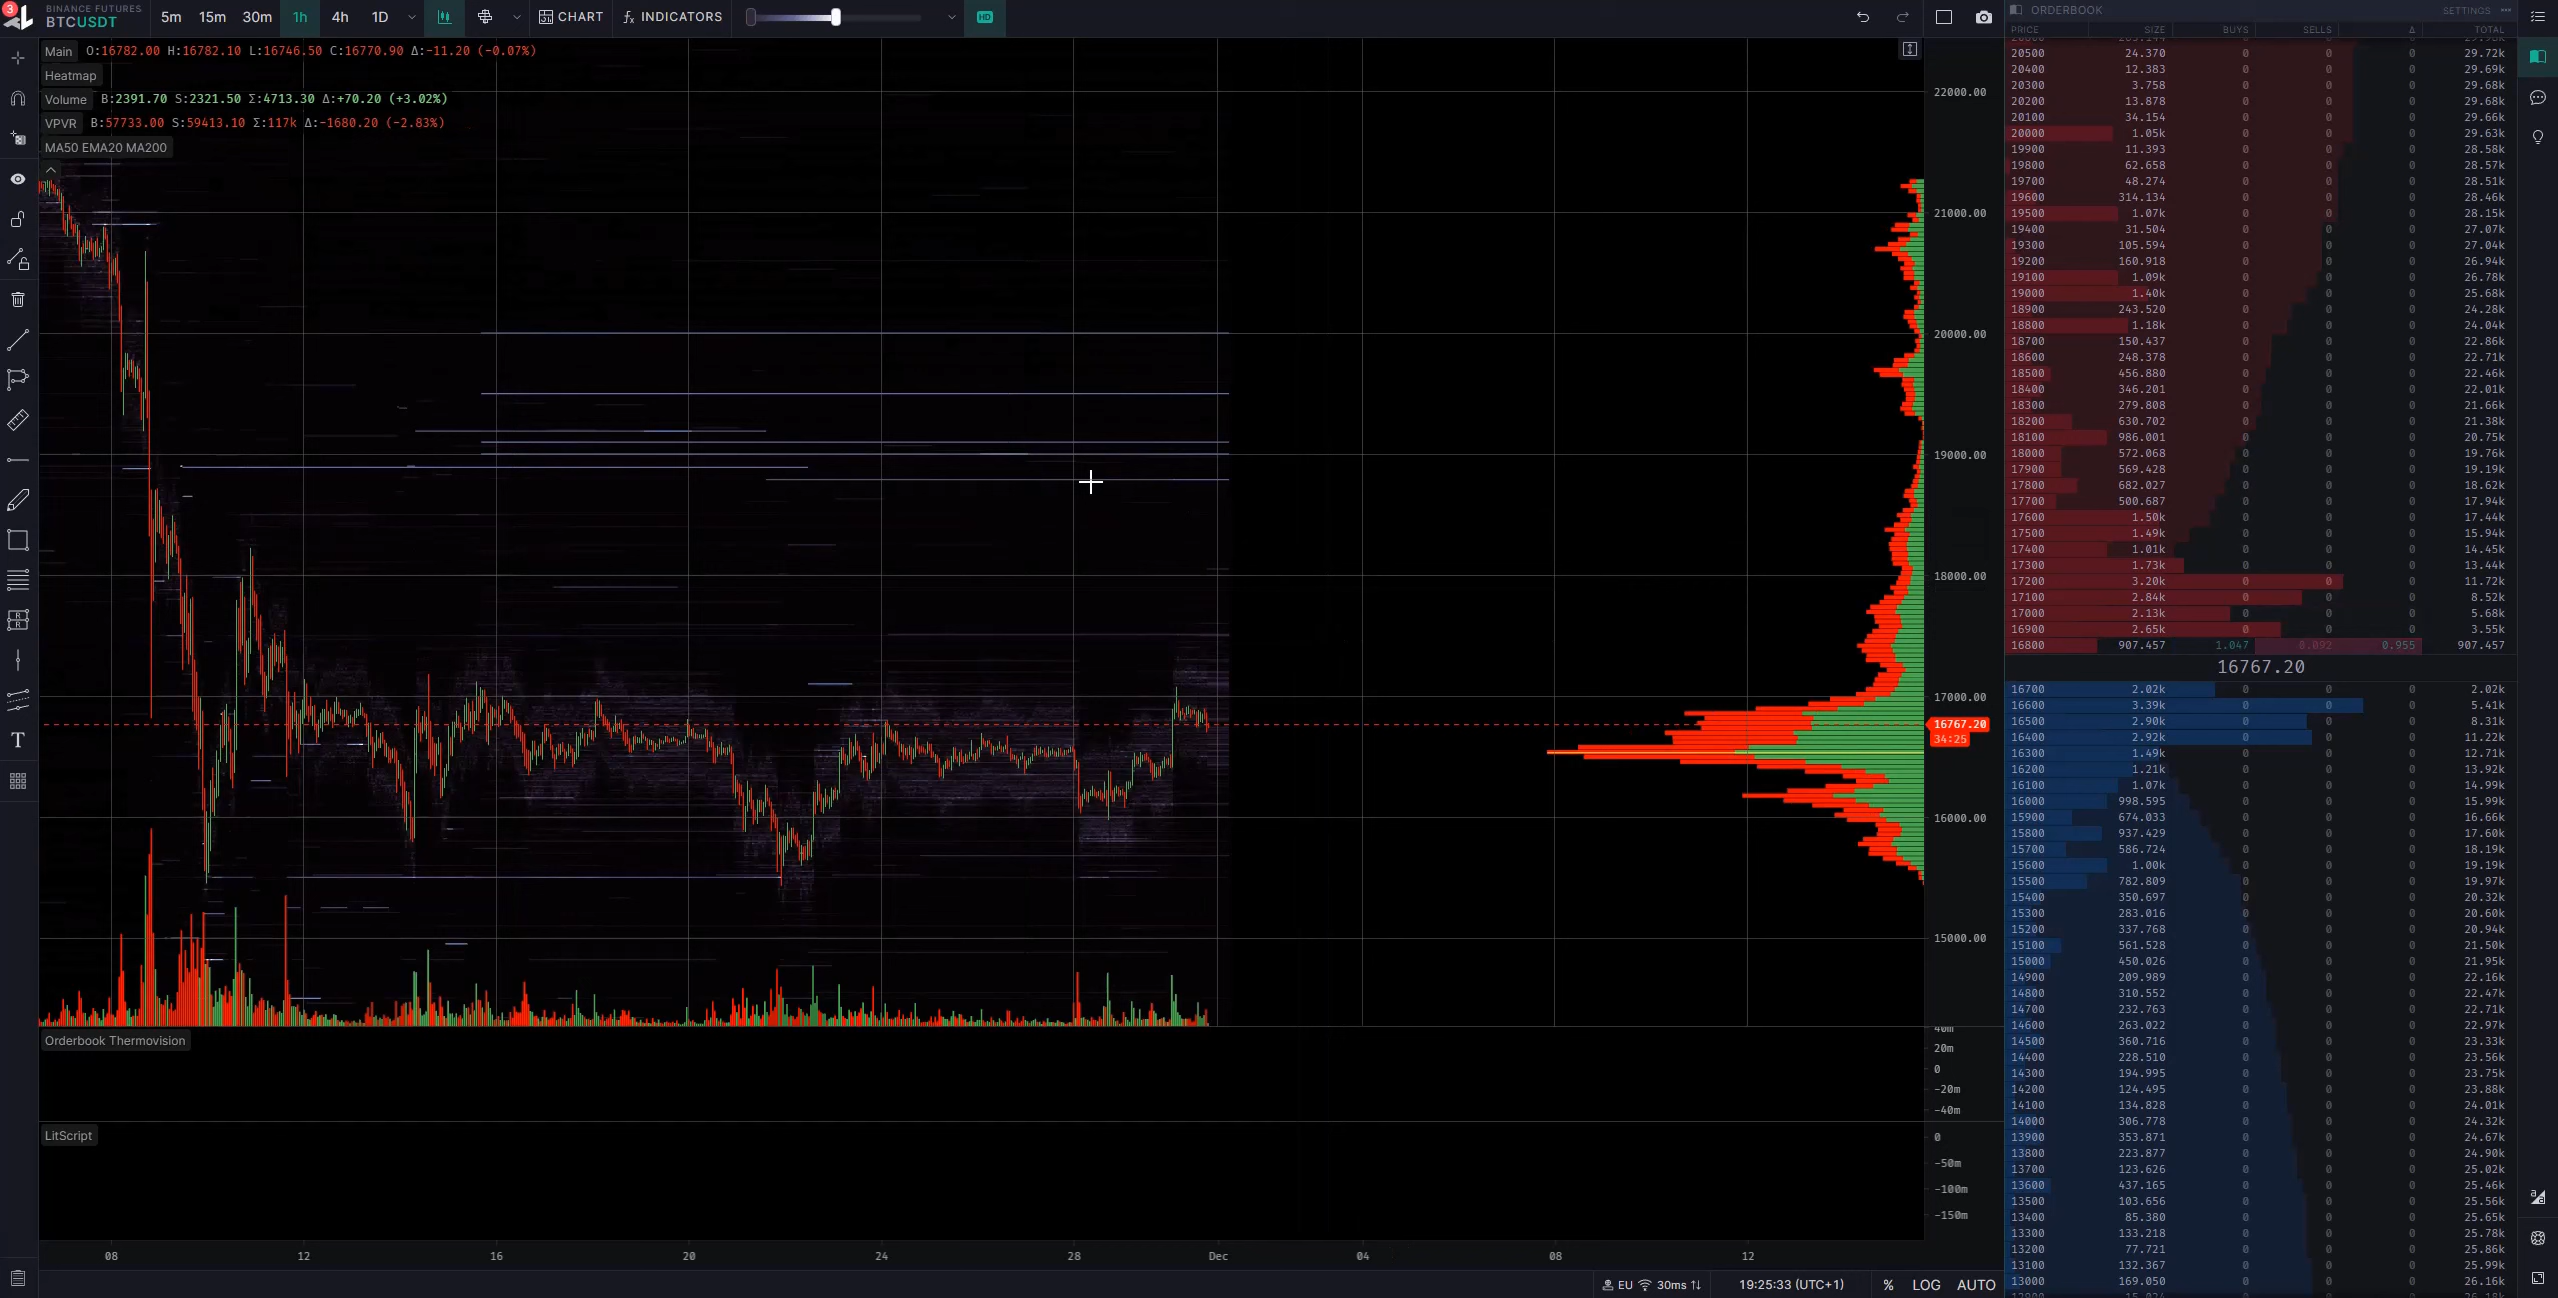 3
BINANCE FUTURES
BTCUSDT
5m 15m 30m 1h 4h 1D CHART fx INDICATORS HD
Main O:16782.00 H:16782.10 L:16746.50 C:16770.90 Δ:-11.20 (-0.07%)
Heatmap
Volume B:2391.70 S:2321.50 Σ:4713.30 Δ:+70.20 (+3.02%)
VPVR B:57733.00 S:59413.10 Σ:117k Δ:-1680.20 (-2.83%)
MA50 EMA20 MA200
22000.00
21000.00
20000.00
19000.00
18000.00
17000.00
16767.20
34:25
16000.00
15000.00
Orderbook Thermovision
40m
20m
0
-20m
-40m
LitScript
0
-50m
-100m
-150m
08 12 16 20 24 28 Dec 04 08 12
EU 30ms 19:25:33 (UTC+1) % LOG AUTO
T
ORDERBOOK SETTINGS
PRICE SIZE BUYS SELLS Δ TOTAL
20500 24.370 0 0 0 29.72k
20400 12.383 0 0 0 29.69k
20300 3.758 0 0 0 29.68k
20200 13.878 0 0 0 29.68k
20100 34.154 0 0 0 29.66k
20000 1.05k 0 0 0 29.63k
19900 11.393 0 0 0 28.58k
19800 62.658 0 0 0 28.57k
19700 48.274 0 0 0 28.51k
19600 314.134 0 0 0 28.46k
19500 1.07k 0 0 0 28.15k
19400 31.504 0 0 0 27.07k
19300 105.594 0 0 0 27.04k
19200 160.918 0 0 0 26.94k
19100 1.09k 0 0 0 26.78k
19000 1.40k 0 0 0 25.68k
18900 243.520 0 0 0 24.28k
18800 1.18k 0 0 0 24.04k
18700 150.437 0 0 0 22.86k
18600 248.378 0 0 0 22.71k
18500 456.880 0 0 0 22.46k
18400 346.201 0 0 0 22.01k
18300 279.808 0 0 0 21.66k
18200 630.702 0 0 0 21.38k
18100 986.001 0 0 0 20.75k
18000 572.068 0 0 0 19.76k
17900 569.428 0 0 0 19.19k
17800 682.027 0 0 0 18.62k
17700 500.687 0 0 0 17.94k
17600 1.50k 0 0 0 17.44k
17500 1.49k 0 0 0 15.94k
17400 1.01k 0 0 0 14.45k
17300 1.73k 0 0 0 13.44k
17200 3.20k 0 0 0 11.72k
17100 2.84k 0 0 0 8.52k
17000 2.13k 0 0 0 5.68k
16900 2.65k 0 0 0 3.55k
16800 907.457 1.047 0.092 0.955 907.457
16767.20
16700 2.02k 0 0 0 2.02k
16600 3.39k 0 0 0 5.41k
16500 2.90k 0 0 0 8.31k
16400 2.92k 0 0 0 11.22k
16300 1.49k 0 0 0 12.71k
16200 1.21k 0 0 0 13.92k
16100 1.07k 0 0 0 14.99k
16000 998.595 0 0 0 15.99k
15900 674.033 0 0 0 16.66k
15800 937.429 0 0 0 17.60k
15700 586.724 0 0 0 18.19k
15600 1.00k 0 0 0 19.19k
15500 782.809 0 0 0 19.97k
15400 350.697 0 0 0 20.32k
15300 283.016 0 0 0 20.60k
15200 337.768 0 0 0 20.94k
15100 561.528 0 0 0 21.50k
15000 450.026 0 0 0 21.95k
14900 209.989 0 0 0 22.16k
14800 310.552 0 0 0 22.47k
14700 232.763 0 0 0 22.71k
14600 263.022 0 0 0 22.97k
14500 360.716 0 0 0 23.33k
14400 228.510 0 0 0 23.56k
14300 194.995 0 0 0 23.75k
14200 124.495 0 0 0 23.88k
14100 134.828 0 0 0 24.01k
14000 306.778 0 0 0 24.32k
13900 353.871 0 0 0 24.67k
13800 223.877 0 0 0 24.90k
13700 123.626 0 0 0 25.02k
13600 437.165 0 0 0 25.46k
13500 103.656 0 0 0 25.56k
13400 85.380 0 0 0 25.65k
13300 133.218 0 0 0 25.78k
13200 77.721 0 0 0 25.86k
13100 132.367 0 0 0 25.99k
13000 169.050 0 0 0 26.16k